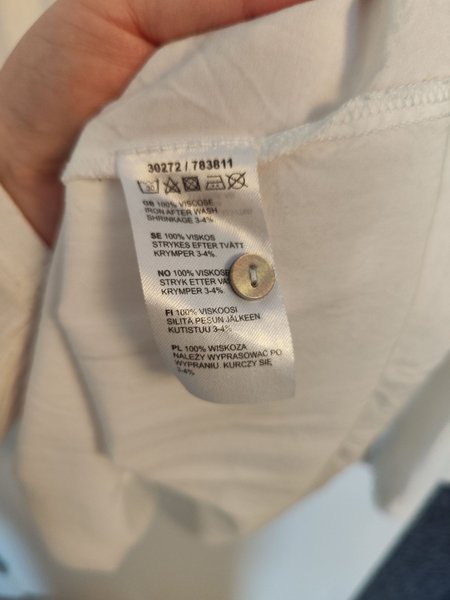 30272 / 783811
30
GB 100% VISCOSE
IRON AFTER WASH
SHRINKAGE 3-4%
SE 100% VISKOS
STRYKES EFTER TVÄTT
KRYMPER 3-4%.
NO 100% VISKOSE
STRYK ETTER
KRYMPER 3-4%.
FI 100% VISKOOSI
SILITÄ PESUN JÄLKEEN
KUTISTUU 3-4%
PL 100% WISKOZA
NALEŻY WYPRASOWAĆ PO
WYPRANIU. KURCZY SIĘ
3-4%